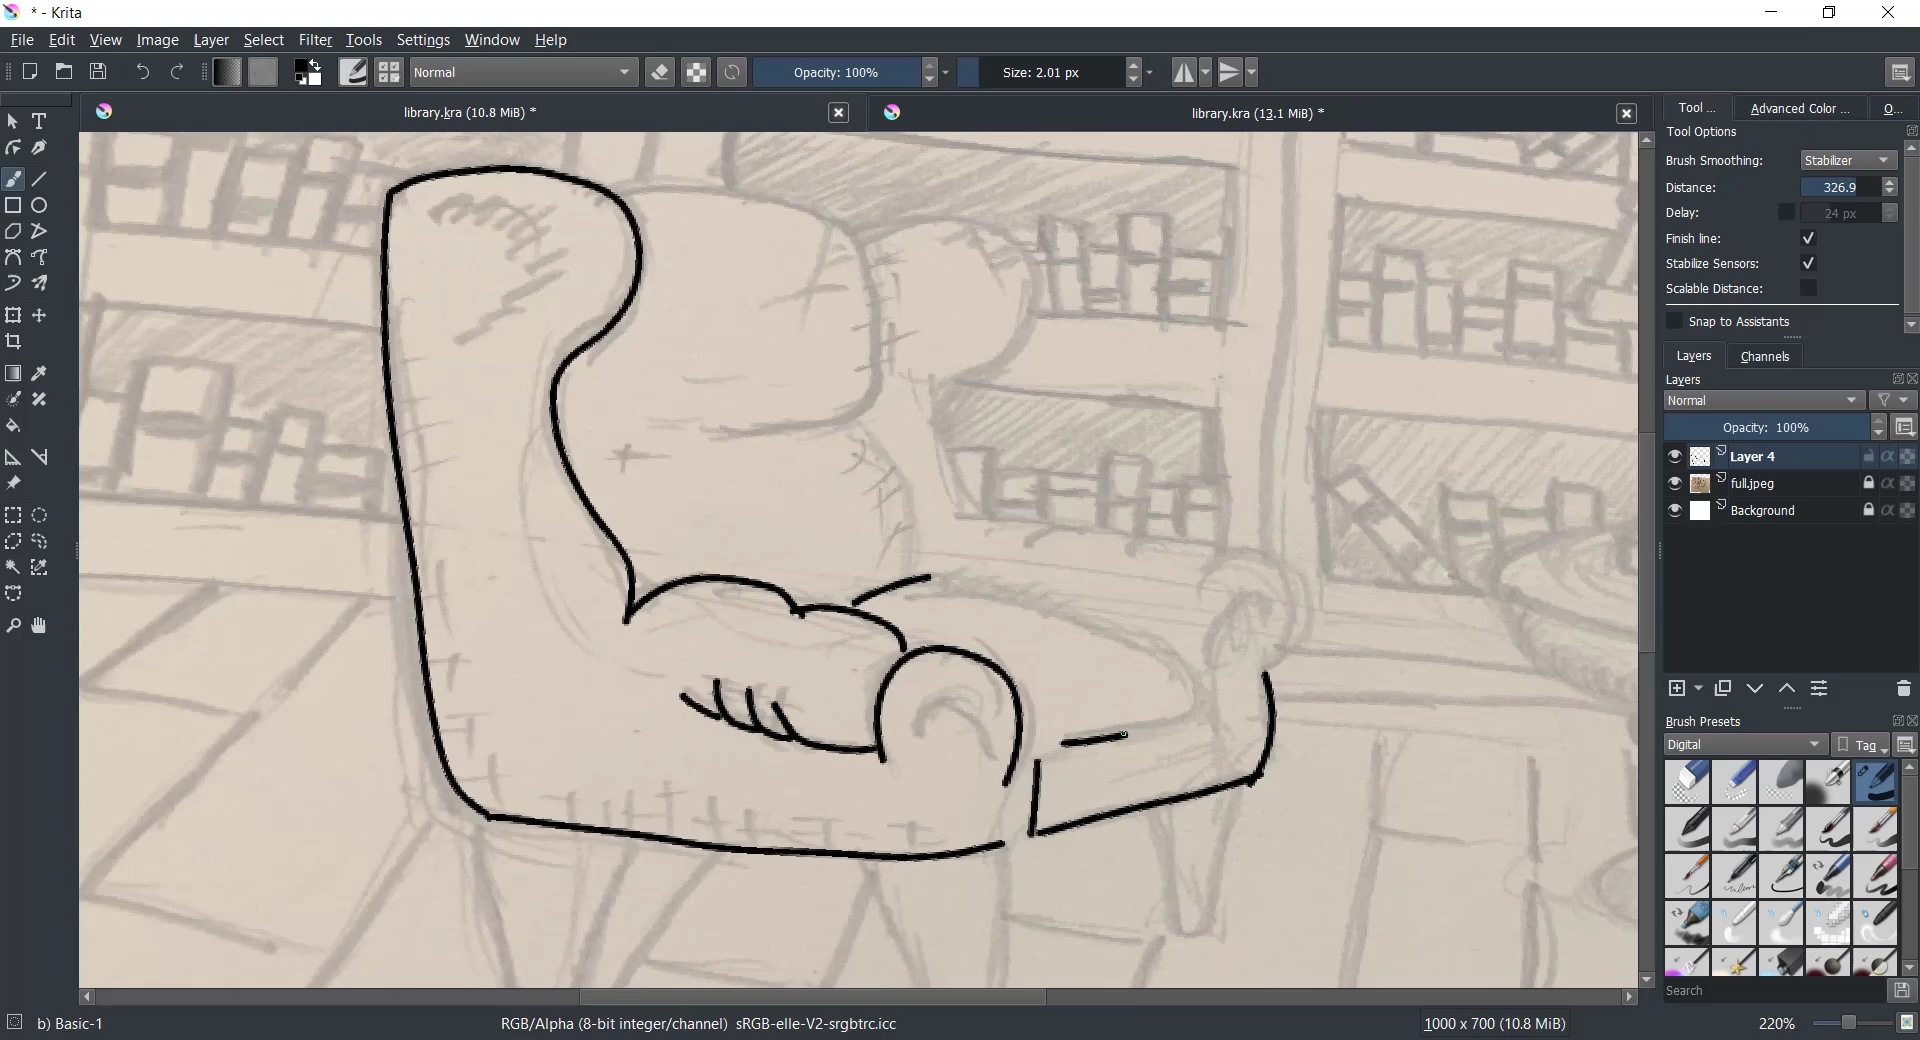 * - Krita
File Edit View Image Layer Select Filter Tools Settings Window Help
Normal Opacity: 100% Size: 2.01 px
library.kra (10.8 MiB) * library.kra (13.1 MiB) *
Tool ... Advanced Color ... O...
Tool Options
Brush Smoothing: Stabilizer
Distance: 326.9
Delay: 24 px
Finish line:
Stabilize Sensors:
Scalable Distance:
Snap to Assistants
Layers Channels
Layers
Normal
Opacity: 100%
Layer 4
full.jpeg
Background
Brush Presets
Digital Tag
Search
b) Basic-1 RGB/Alpha (8-bit integer/channel) sRGB-elle-V2-srgbtrc.icc 1000 x 700 (10.8 MiB) 220%